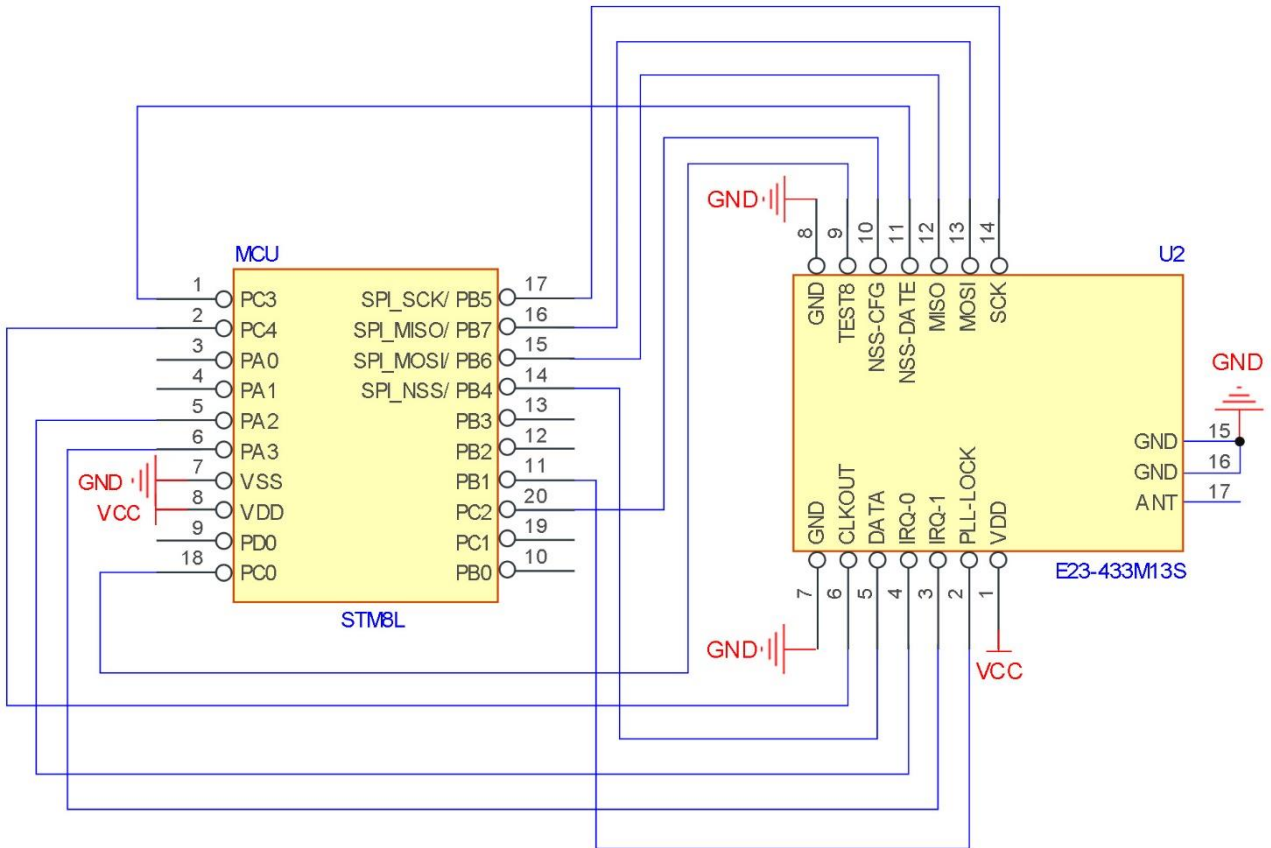 MCU
1 PC3
2 PC4
3 PA0
4 PA1
5 PA2
6 PA3
GND 7 VSS
VCC 8 VDD
9 PD0
18 PC0
SPI_SCK/ PB5 17
SPI_MISO/ PB7 16
SPI_MOSI/ PB6 15
SPI_NSS/ PB4 14
PB3 13
PB2 12
PB1 11
PC2 20
PC1 19
PB0 10
STM8L
U2
GND
8 GND
9 TEST8
10 NSS-CFG
11 NSS-DATE
12 MISO
13 MOSI
14 SCK
GND
GND 15
GND 16
ANT 17
GND 7
CLKOUT 6
DATA 5
IRQ-0 4
IRQ-1 3
PLL-LOCK 2
VDD 1
E23-433M13S
GND
VCC